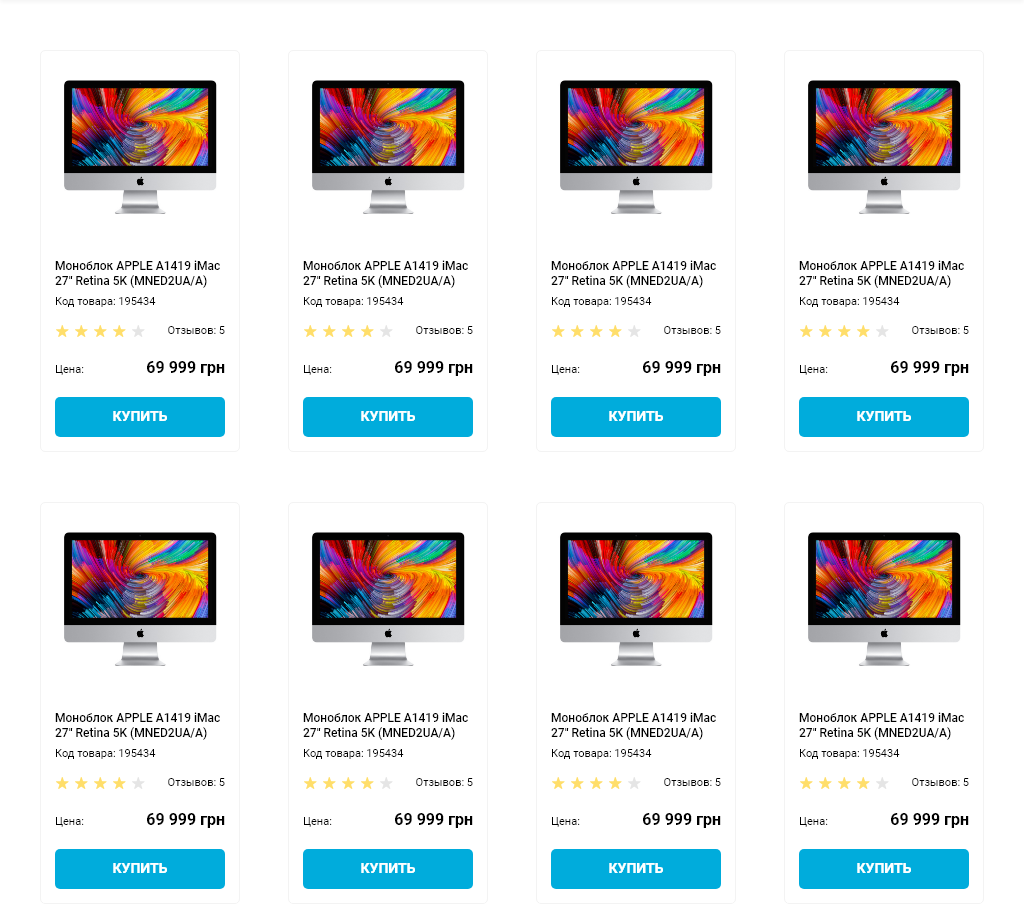 Моноблок APPLE A1419 iMac
27" Retina 5K (MNED2UA/A)
Код товара: 195434
Отзывов: 5
Цена: 69 999 грн
КУПИТЬ
Моноблок APPLE A1419 iMac
27" Retina 5K (MNED2UA/A)
Код товара: 195434
Отзывов: 5
Цена: 69 999 грн
КУПИТЬ
Моноблок APPLE A1419 iMac
27" Retina 5K (MNED2UA/A)
Код товара: 195434
Отзывов: 5
Цена: 69 999 грн
КУПИТЬ
Моноблок APPLE A1419 iMac
27" Retina 5K (MNED2UA/A)
Код товара: 195434
Отзывов: 5
Цена: 69 999 грн
КУПИТЬ
Моноблок APPLE A1419 iMac
27" Retina 5K (MNED2UA/A)
Код товара: 195434
Отзывов: 5
Цена: 69 999 грн
КУПИТЬ
Моноблок APPLE A1419 iMac
27" Retina 5K (MNED2UA/A)
Код товара: 195434
Отзывов: 5
Цена: 69 999 грн
КУПИТЬ
Моноблок APPLE A1419 iMac
27" Retina 5K (MNED2UA/A)
Код товара: 195434
Отзывов: 5
Цена: 69 999 грн
КУПИТЬ
Моноблок APPLE A1419 iMac
27" Retina 5K (MNED2UA/A)
Код товара: 195434
Отзывов: 5
Цена: 69 999 грн
КУПИТЬ